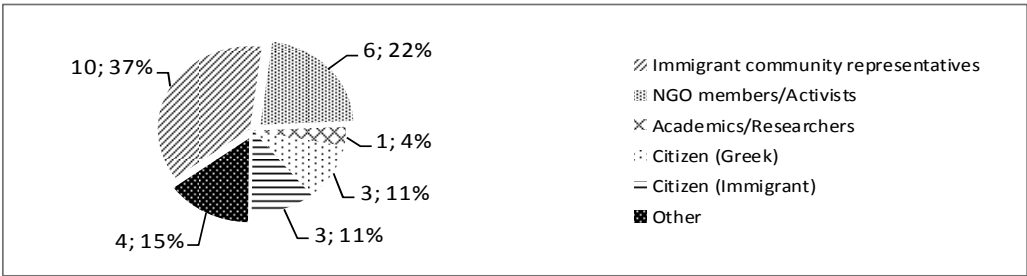 6; 22%
10; 37%
1; 4%
3; 11%
3; 11%
4; 15%
Immigrant community representatives
NGO members/Activists
Academics/Researchers
Citizen (Greek)
Citizen (Immigrant)
Other